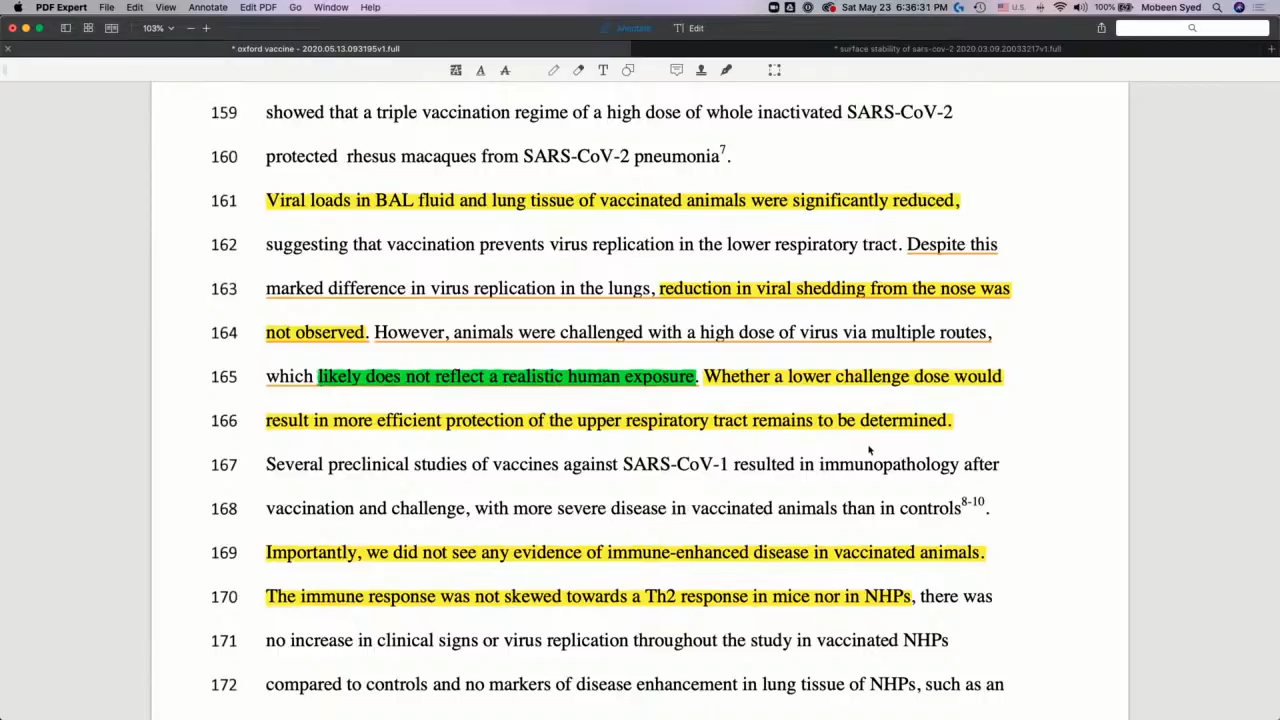 PDF Expert File Edit View Annotate Edit PDF Go Window Help U.S. 100% Sat May 23 6:36:31 PM Mobeen Syed
103% Annotate Edit
* oxford vaccine - 2020.05.13.093195v1.full * surface stability of sars-cov-2 2020.03.09.20033217v1.full
159 showed that a triple vaccination regime of a high dose of whole inactivated SARS-CoV-2
160 protected rhesus macaques from SARS-CoV-2 pneumonia7.
161 Viral loads in BAL fluid and lung tissue of vaccinated animals were significantly reduced,
162 suggesting that vaccination prevents virus replication in the lower respiratory tract. Despite this
163 marked difference in virus replication in the lungs, reduction in viral shedding from the nose was
164 not observed. However, animals were challenged with a high dose of virus via multiple routes,
165 which likely does not reflect a realistic human exposure. Whether a lower challenge dose would
166 result in more efficient protection of the upper respiratory tract remains to be determined.
167 Several preclinical studies of vaccines against SARS-CoV-1 resulted in immunopathology after
168 vaccination and challenge, with more severe disease in vaccinated animals than in controls8-10.
169 Importantly, we did not see any evidence of immune-enhanced disease in vaccinated animals.
170 The immune response was not skewed towards a Th2 response in mice nor in NHPs, there was
171 no increase in clinical signs or virus replication throughout the study in vaccinated NHPs
172 compared to controls and no markers of disease enhancement in lung tissue of NHPs, such as an